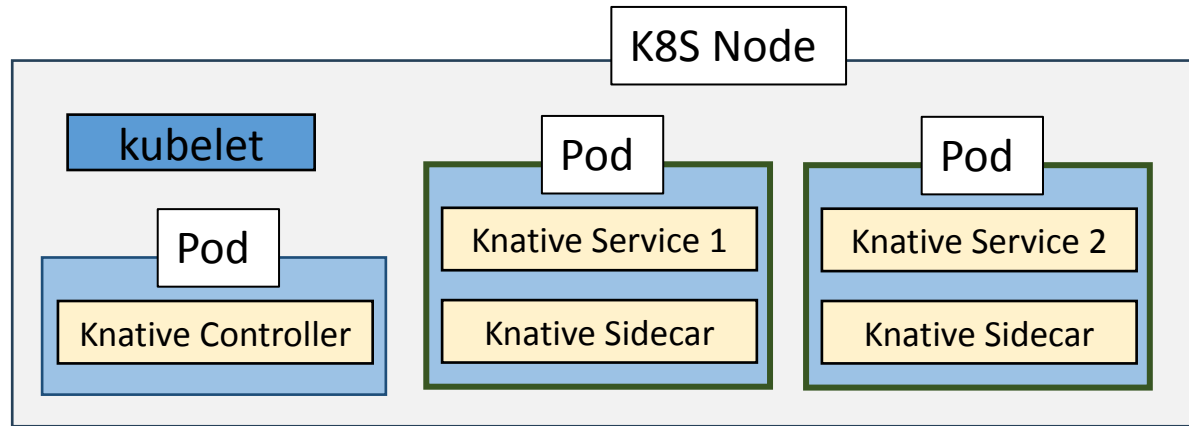 K8S Node
kubelet
Pod
Knative Controller
Pod
Knative Service 1
Knative Sidecar
Pod
Knative Service 2
Knative Sidecar